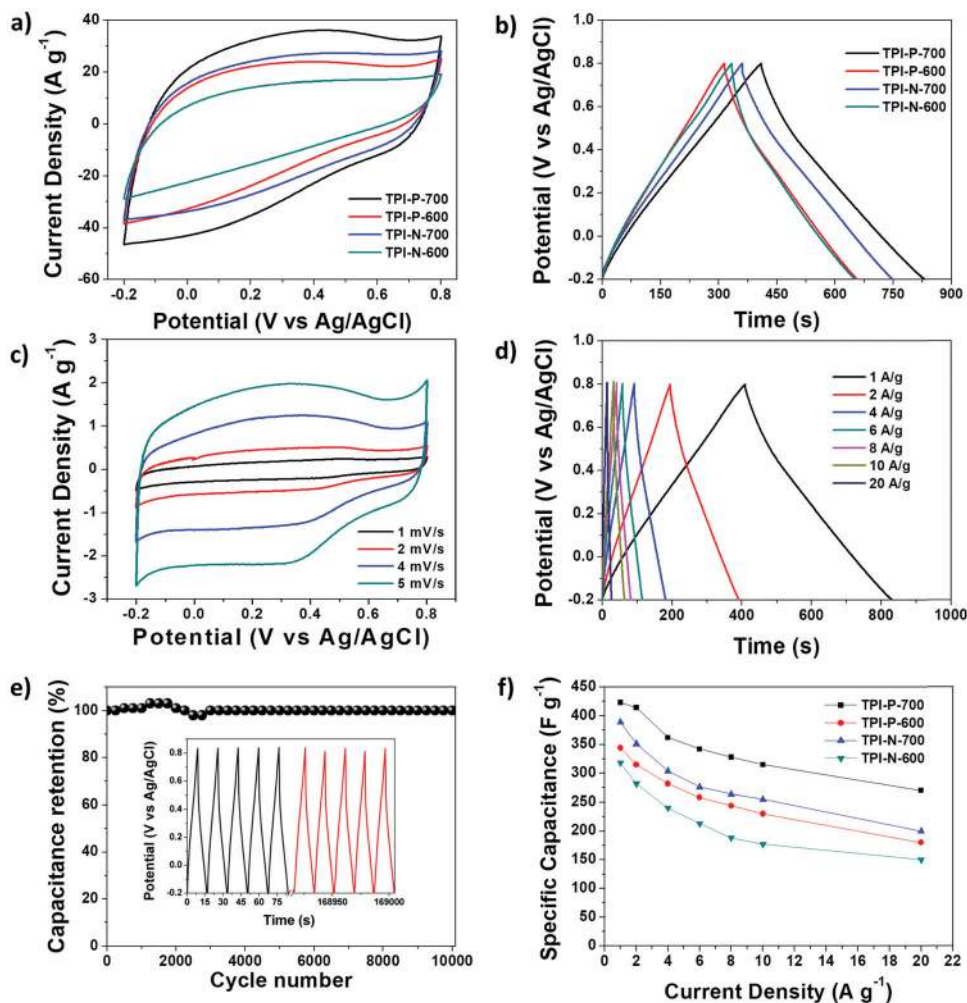 a)
Current Density (A g-1)
40
20
0
-20
-40
-60
TPI-P-700
TPI-P-600
TPI-N-700
TPI-N-600
-0.2 0.0 0.2 0.4 0.6 0.8
Potential (V vs Ag/AgCl)
b)
Potential (V vs Ag/AgCl)
1.0
0.8
0.6
0.4
0.2
0.0
-0.2
TPI-P-700
TPI-P-600
TPI-N-700
TPI-N-600
0 150 300 450 600 750 900
Time (s)
c)
Current Density (A g-1)
3
2
1
0
-1
-2
-3
1 mV/s
2 mV/s
4 mV/s
5 mV/s
-0.2 0.0 0.2 0.4 0.6 0.8
Potential (V vs Ag/AgCl)
d)
Potential (V vs Ag/AgCl)
1.0
0.8
0.6
0.4
0.2
0.0
-0.2
1 A/g
2 A/g
4 A/g
6 A/g
8 A/g
10 A/g
20 A/g
0 200 400 600 800 1000
Time (s)
e)
Capacitance retention (%)
120
100
80
60
40
20
0
Potential (V vs Ag/AgCl)
0.8
0.4
0.0
-0.2
0 15 30 45 60 75 168950 169000
Time (s)
0 2000 4000 6000 8000 10000
Cycle number
f)
Specific Capacitance (F g-1)
450
400
350
300
250
200
150
100
50
0
TPI-P-700
TPI-P-600
TPI-N-700
TPI-N-600
0 2 4 6 8 10 12 14 16 18 20 22
Current Density (A g-1)